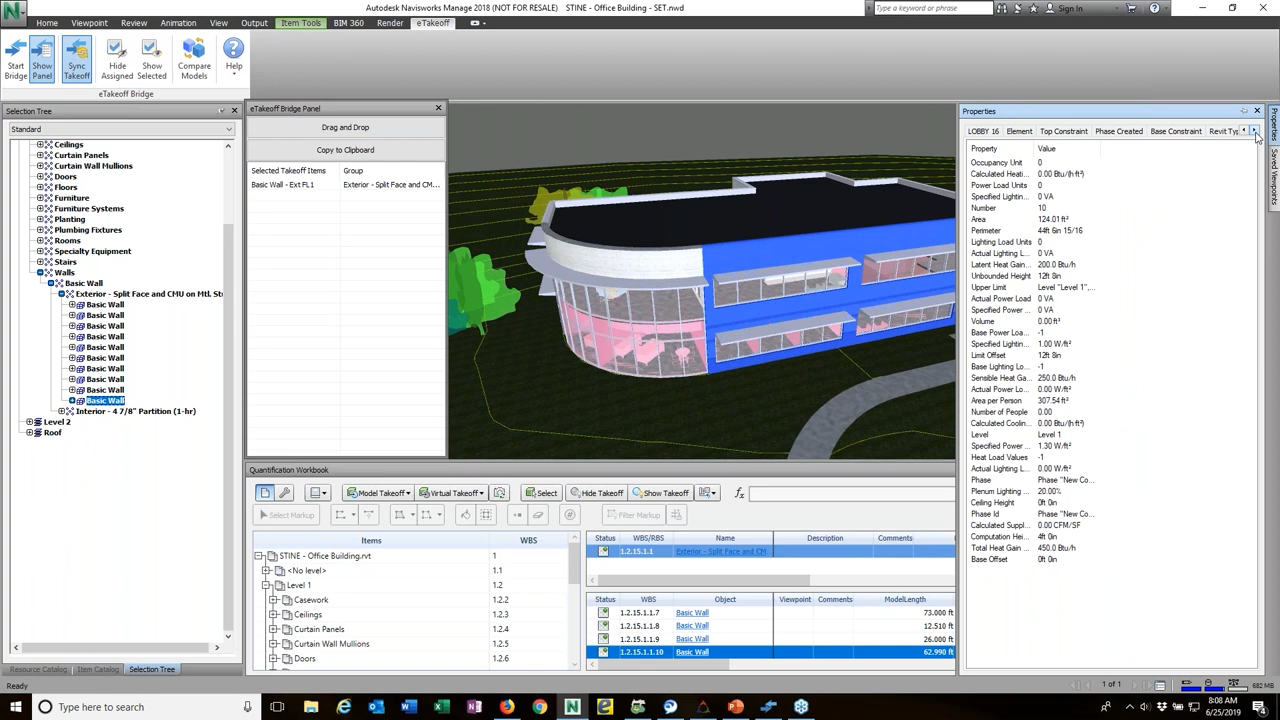 Autodesk Navisworks Manage 2018 (NOT FOR RESALE) STINE - Office Building - SET.nwd
Type a keyword or phrase
Sign In
Home Viewpoint Review Animation View Output Item Tools BIM 360 Render eTakeoff
Start Bridge
Show Panel
Sync Takeoff
Hide Assigned
Show Selected
Compare Models
Help
eTakeoff Bridge
Selection Tree
Standard
Ceilings
Curtain Panels
Curtain Wall Mullions
Doors
Floors
Furniture
Furniture Systems
Planting
Plumbing Fixtures
Rooms
Specialty Equipment
Stairs
Walls
Basic Wall
Exterior - Split Face and CMU on Mtl. St
Basic Wall
Basic Wall
Basic Wall
Basic Wall
Basic Wall
Basic Wall
Basic Wall
Basic Wall
Basic Wall
Basic Wall
Interior - 4 7/8" Partition (1-hr)
Level 2
Roof
Resource Catalog Item Catalog Selection Tree
Ready
eTakeoff Bridge Panel
Drag and Drop
Copy to Clipboard
Selected Takeoff Items Group
Basic Wall - Ext FL1 Exterior - Split Face and CM...
Quantification Workbook
Model Takeoff Virtual Takeoff Select Hide Takeoff Show Takeoff fx
Select Markup Filter Markup
Items WBS
STINE - Office Building.rvt 1
<No level> 1.1
Level 1 1.2
Casework 1.2.2
Ceilings 1.2.3
Curtain Panels 1.2.4
Curtain Wall Mullions 1.2.5
Doors 1.2.6
Status WBS/RBS Name Description Comments
1.2.15.1.1 Exterior - Split Face and CM
Status WBS Object Viewpoint Comments ModelLength
1.2.15.1.1.7 Basic Wall 73.000 ft
1.2.15.1.1.8 Basic Wall 12.510 ft
1.2.15.1.1.9 Basic Wall 26.000 ft
1.2.15.1.1.10 Basic Wall 62.990 ft
Properties
LOBBY 16 Element Top Constraint Phase Created Base Constraint Revit Typ
Property Value
Occupancy Unit 0
Calculated Heati... 0.00 Btu/(h·ft²)
Power Load Units 0
Specified Lightin... 0 VA
Number 10
Area 124.01 ft²
Perimeter 44ft 6in 15/16
Lighting Load Units 0
Actual Lighting L... 0 VA
Latent Heat Gain... 200.0 Btu/h
Unbounded Height 12ft 8in
Upper Limit Level "Level 1",...
Actual Power Load 0 VA
Specified Power ... 0 VA
Volume 0.00 ft³
Base Power Loa... -1
Specified Lightin... 1.00 W/ft²
Limit Offset 12ft 8in
Base Lighting Lo... -1
Sensible Heat Ga... 250.0 Btu/h
Actual Power Lo... 0.00 W/ft²
Area per Person 307.54 ft²
Number of People 0.00
Calculated Coolin... 0.00 Btu/(h·ft²)
Level Level 1
Specified Power ... 1.30 W/ft²
Heat Load Values -1
Actual Lighting L... 0.00 W/ft²
Phase Phase "New Co...
Plenum Lighting ... 20.00%
Ceiling Height 0ft 0in
Phase Id Phase "New Co...
Calculated Suppl... 0.00 CFM/SF
Computation Hei... 4ft 0in
Total Heat Gain ... 450.0 Btu/h
Base Offset 0ft 0in
Properties
Saved Viewpoints
1 of 1
682 MB
Type here to search
8:08 AM
6/25/2019